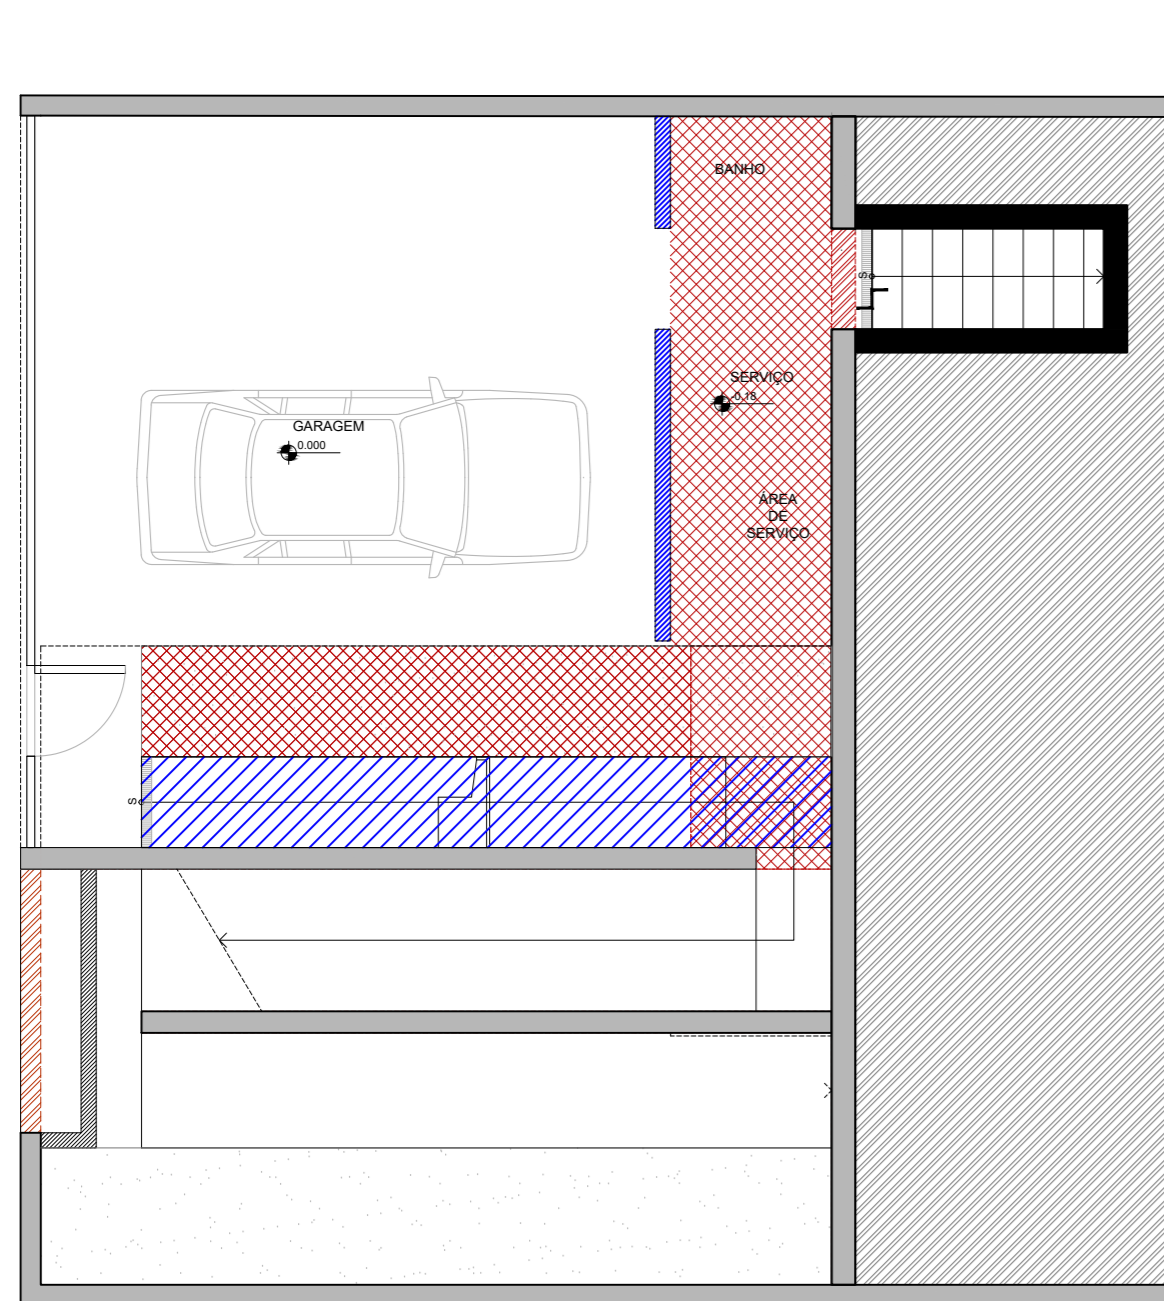 BANHO
S
SERVIÇO
-0.18
GARAGEM
0.000
ÁREA
DE
SERVIÇO
S